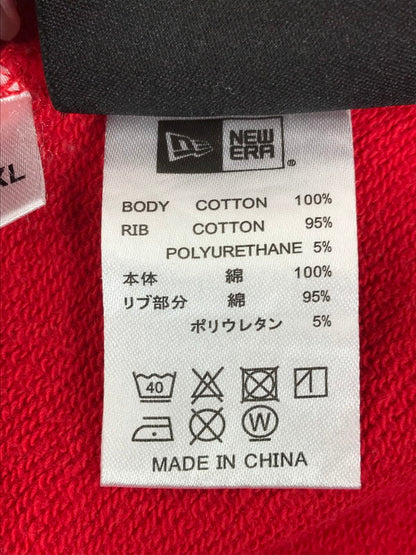 NEW
ERA®
XL
BODY COTTON 100%
RIB COTTON 95%
POLYURETHANE 5%
本体 綿 100%
リブ部分 綿 95%
ポリウレタン 5%
40
W
MADE IN CHINA